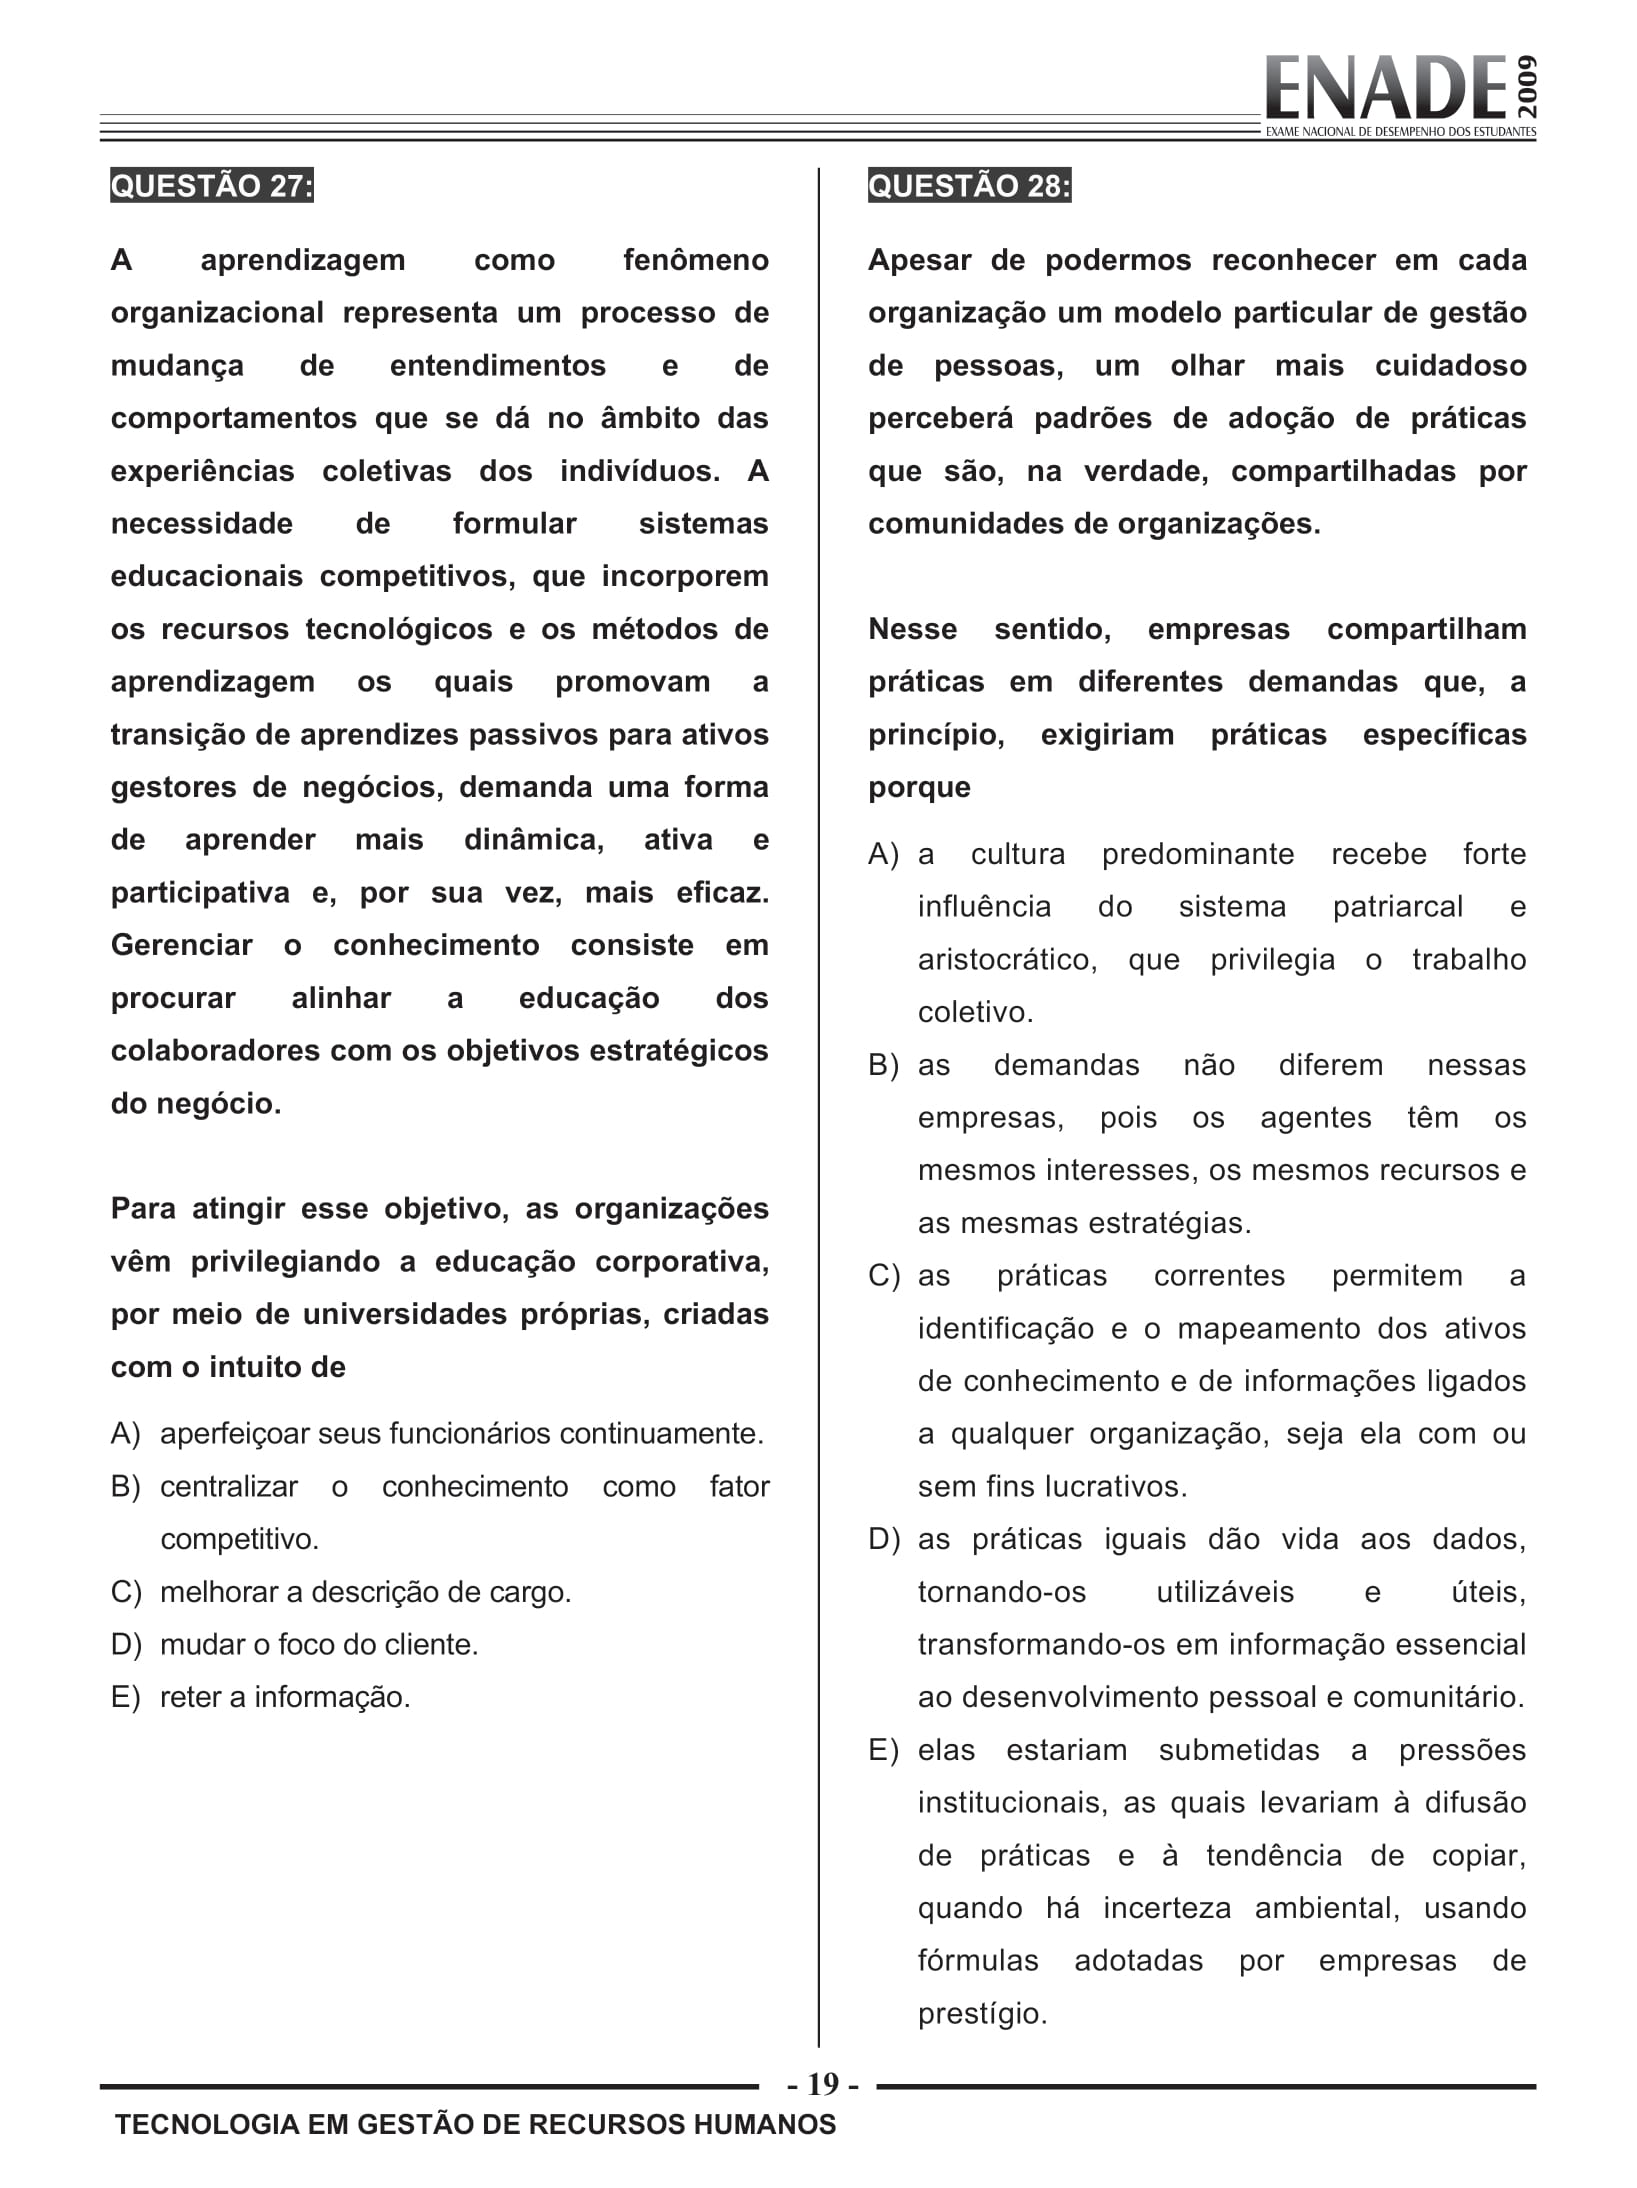 ENADE 2009
EXAME NACIONAL DE DESEMPENHO DOS ESTUDANTES
QUESTÃO 27:
A aprendizagem como fenômeno
organizacional representa um processo de
mudança de entendimentos e de
comportamentos que se dá no âmbito das
experiências coletivas dos indivíduos. A
necessidade de formular sistemas
educacionais competitivos, que incorporem
os recursos tecnológicos e os métodos de
aprendizagem os quais promovam a
transição de aprendizes passivos para ativos
gestores de negócios, demanda uma forma
de aprender mais dinâmica, ativa e
participativa e, por sua vez, mais eficaz.
Gerenciar o conhecimento consiste em
procurar alinhar a educação dos
colaboradores com os objetivos estratégicos
do negócio.
Para atingir esse objetivo, as organizações
vêm privilegiando a educação corporativa,
por meio de universidades próprias, criadas
com o intuito de
A) aperfeiçoar seus funcionários continuamente.
B) centralizar o conhecimento como fator
competitivo.
C) melhorar a descrição de cargo.
D) mudar o foco do cliente.
E) reter a informação.
QUESTÃO 28:
Apesar de podermos reconhecer em cada
organização um modelo particular de gestão
de pessoas, um olhar mais cuidadoso
perceberá padrões de adoção de práticas
que são, na verdade, compartilhadas por
comunidades de organizações.
Nesse sentido, empresas compartilham
práticas em diferentes demandas que, a
princípio, exigiriam práticas específicas
porque
A) a cultura predominante recebe forte
influência do sistema patriarcal e
aristocrático, que privilegia o trabalho
coletivo.
B) as demandas não diferem nessas
empresas, pois os agentes têm os
mesmos interesses, os mesmos recursos e
as mesmas estratégias.
C) as práticas correntes permitem a
identificação e o mapeamento dos ativos
de conhecimento e de informações ligados
a qualquer organização, seja ela com ou
sem fins lucrativos.
D) as práticas iguais dão vida aos dados,
tornando-os utilizáveis e úteis,
transformando-os em informação essencial
ao desenvolvimento pessoal e comunitário.
E) elas estariam submetidas a pressões
institucionais, as quais levariam à difusão
de práticas e à tendência de copiar,
quando há incerteza ambiental, usando
fórmulas adotadas por empresas de
prestígio.
- 19 -
TECNOLOGIA EM GESTÃO DE RECURSOS HUMANOS